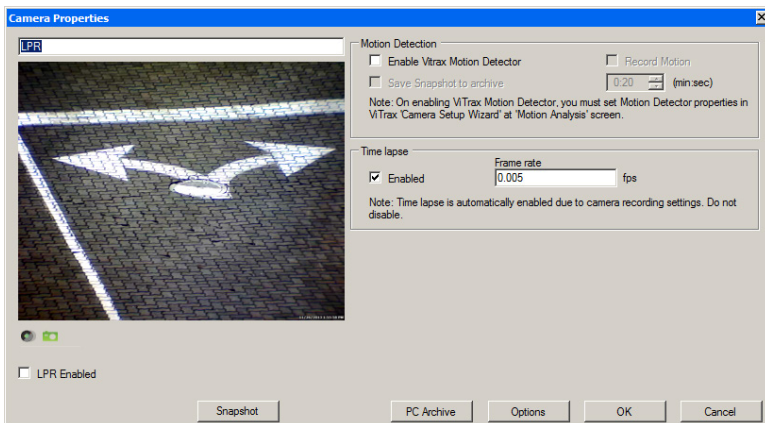 Camera Properties
LPR
Motion Detection
Enable Vitrax Motion Detector
Record Motion
Save Snapshot to archive
0:20
(min:sec)
Note: On enabling ViTrax Motion Detector, you must set Motion Detector properties in
ViTrax 'Camera Setup Wizard' at 'Motion Analysis' screen.
Time lapse
Frame rate
Enabled
0.005
fps
Note: Time lapse is automatically enabled due to camera recording settings. Do not
disable.
LPR Enabled
Snapshot
PC Archive
Options
OK
Cancel